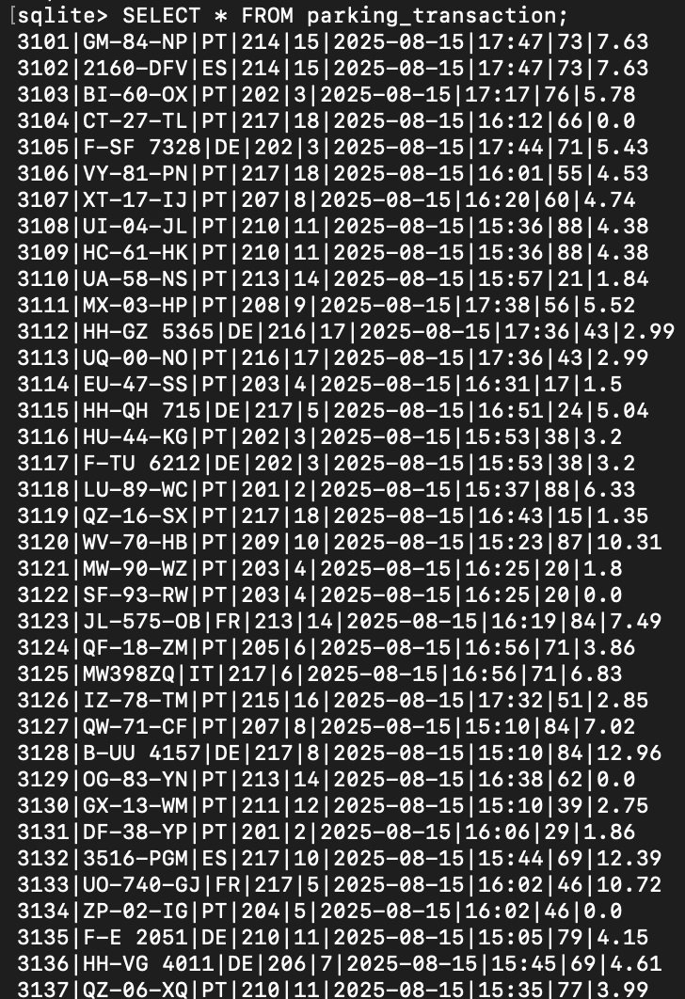 [sqlite> SELECT * FROM parking_transaction;
3101|GM-84-NP|PT|214|15|2025-08-15|17:47|73|7.63
3102|2160-DFV|ES|214|15|2025-08-15|17:47|73|7.63
3103|BI-60-OX|PT|202|3|2025-08-15|17:17|76|5.78
3104|CT-27-TL|PT|217|18|2025-08-15|16:12|66|0.0
3105|F-SF 7328|DE|202|3|2025-08-15|17:44|71|5.43
3106|VY-81-PN|PT|217|18|2025-08-15|16:01|55|4.53
3107|XT-17-IJ|PT|207|8|2025-08-15|16:20|60|4.74
3108|UI-04-JL|PT|210|11|2025-08-15|15:36|88|4.38
3109|HC-61-HK|PT|210|11|2025-08-15|15:36|88|4.38
3110|UA-58-NS|PT|213|14|2025-08-15|15:57|21|1.84
3111|MX-03-HP|PT|208|9|2025-08-15|17:38|56|5.52
3112|HH-GZ 5365|DE|216|17|2025-08-15|17:36|43|2.99
3113|UQ-00-NO|PT|216|17|2025-08-15|17:36|43|2.99
3114|EU-47-SS|PT|203|4|2025-08-15|16:31|17|1.5
3115|HH-QH 715|DE|217|5|2025-08-15|16:51|24|5.04
3116|HU-44-KG|PT|202|3|2025-08-15|15:53|38|3.2
3117|F-TU 6212|DE|202|3|2025-08-15|15:53|38|3.2
3118|LU-89-WC|PT|201|2|2025-08-15|15:37|88|6.33
3119|QZ-16-SX|PT|217|18|2025-08-15|16:43|15|1.35
3120|WV-70-HB|PT|209|10|2025-08-15|15:23|87|10.31
3121|MW-90-WZ|PT|203|4|2025-08-15|16:25|20|1.8
3122|SF-93-RW|PT|203|4|2025-08-15|16:25|20|0.0
3123|JL-575-OB|FR|213|14|2025-08-15|16:19|84|7.49
3124|QF-18-ZM|PT|205|6|2025-08-15|16:56|71|3.86
3125|MW398ZQ|IT|217|6|2025-08-15|16:56|71|6.83
3126|IZ-78-TM|PT|215|16|2025-08-15|17:32|51|2.85
3127|QW-71-CF|PT|207|8|2025-08-15|15:10|84|7.02
3128|B-UU 4157|DE|217|8|2025-08-15|15:10|84|12.96
3129|OG-83-YN|PT|213|14|2025-08-15|16:38|62|0.0
3130|GX-13-WM|PT|211|12|2025-08-15|15:10|39|2.75
3131|DF-38-YP|PT|201|2|2025-08-15|16:06|29|1.86
3132|3516-PGM|ES|217|10|2025-08-15|15:44|69|12.39
3133|UO-740-GJ|FR|217|5|2025-08-15|16:02|46|10.72
3134|ZP-02-IG|PT|204|5|2025-08-15|16:02|46|0.0
3135|F-E 2051|DE|210|11|2025-08-15|15:05|79|4.15
3136|HH-VG 4011|DE|206|7|2025-08-15|15:45|69|4.61
3137|QZ-06-XQ|PT|210|11|2025-08-15|15:35|77|3.99